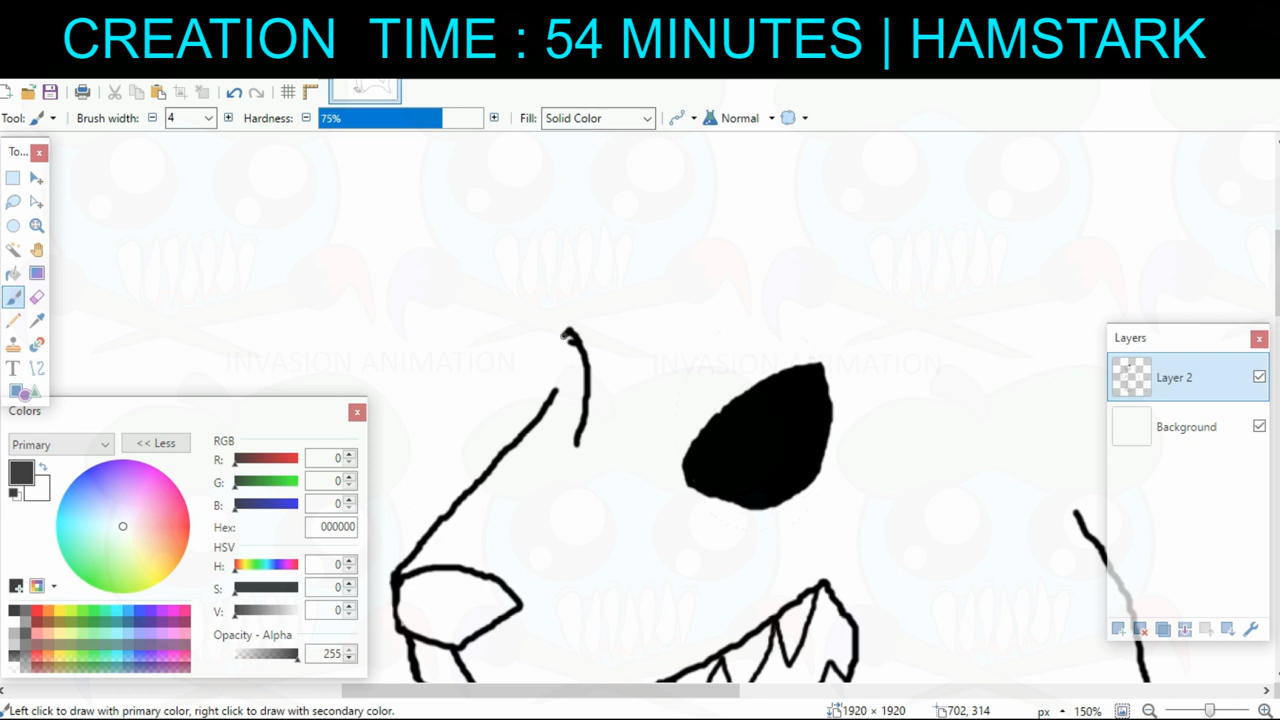 CREATION TIME : 54 MINUTES | HAMSTARK
Tool:
Brush width: 4
Hardness: 75%
Fill: Solid Color
Normal
To...
INVASION ANIMATION
INVASION ANIMATION
Layers
Layer 2
Background
Colors
Primary
<< Less
RGB
R: 0
G: 0
B: 0
Hex: 000000
HSV
H: 0
S: 0
V: 0
Opacity - Alpha
255
Left click to draw with primary color, right click to draw with secondary color.
1920 × 1920
702, 314
px
150%